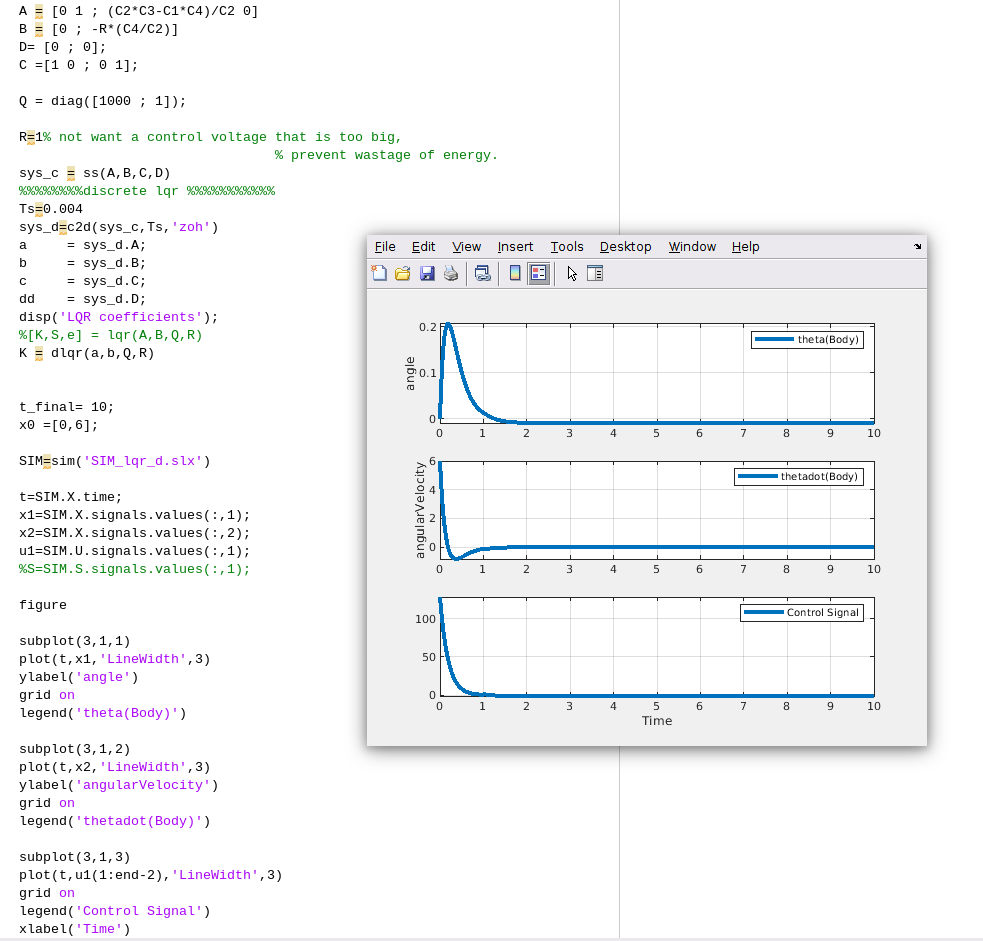 A = [0 1 ; (C2*C3-C1*C4)/C2 0]
B = [0 ; -R*(C4/C2)]
D= [0 ; 0];
C =[1 0 ; 0 1];
Q = diag([1000 ; 1]);
R=1% not want a control voltage that is too big,
% prevent wastage of energy.
sys_c = ss(A,B,C,D)
%%%%%%%%discrete lqr %%%%%%%%%%%
Ts=0.004
sys_d=c2d(sys_c,Ts,'zoh')
a     = sys_d.A;
b     = sys_d.B;
c     = sys_d.C;
dd    = sys_d.D;
disp('LQR coefficients');
%[K,S,e] = lqr(A,B,Q,R)
K = dlqr(a,b,Q,R)
t_final= 10;
x0 =[0,6];
SIM=sim('SIM_lqr_d.slx')
t=SIM.X.time;
x1=SIM.X.signals.values(:,1);
x2=SIM.X.signals.values(:,2);
u1=SIM.U.signals.values(:,1);
%S=SIM.S.signals.values(:,1);
figure
subplot(3,1,1)
plot(t,x1,'LineWidth',3)
ylabel('angle')
grid on
legend('theta(Body)')
subplot(3,1,2)
plot(t,x2,'LineWidth',3)
ylabel('angularVelocity')
grid on
legend('thetadot(Body)')
subplot(3,1,3)
plot(t,u1(1:end-2),'LineWidth',3)
grid on
legend('Control Signal')
xlabel('Time')
File Edit View Insert Tools Desktop Window Help
0.2
0.1
0
angle
theta(Body)
0 1 2 3 4 5 6 7 8 9 10
6
4
2
0
angularVelocity
thetadot(Body)
0 1 2 3 4 5 6 7 8 9 10
100
50
0
Control Signal
0 1 2 3 4 5 6 7 8 9 10
Time